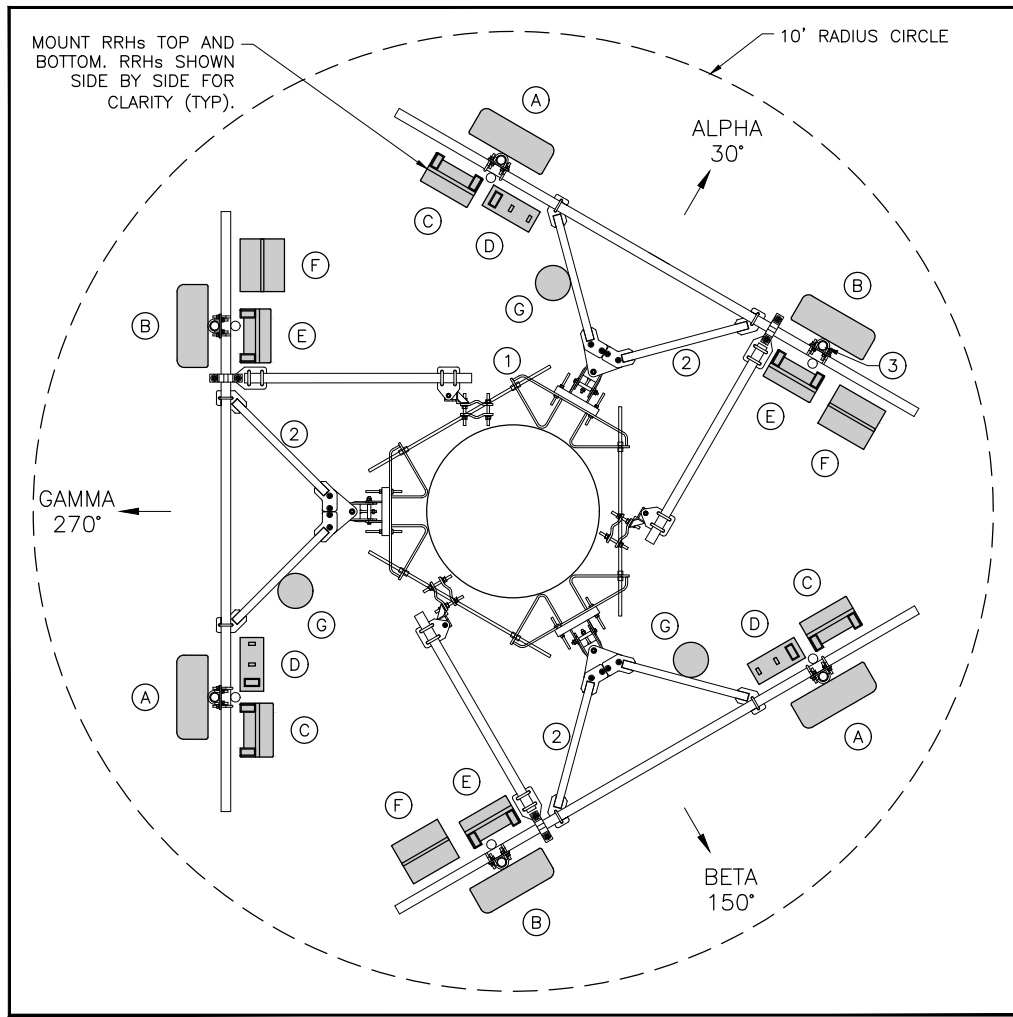 MOUNT RRHs TOP AND
BOTTOM. RRHs SHOWN
SIDE BY SIDE FOR
CLARITY (TYP).
10' RADIUS CIRCLE
A
ALPHA
30°
C
D
F
G
B
B
E
1
2
3
2
E
F
GAMMA
270°
C
G
G
D
D
A
C
A
2
E
F
BETA
150°
B